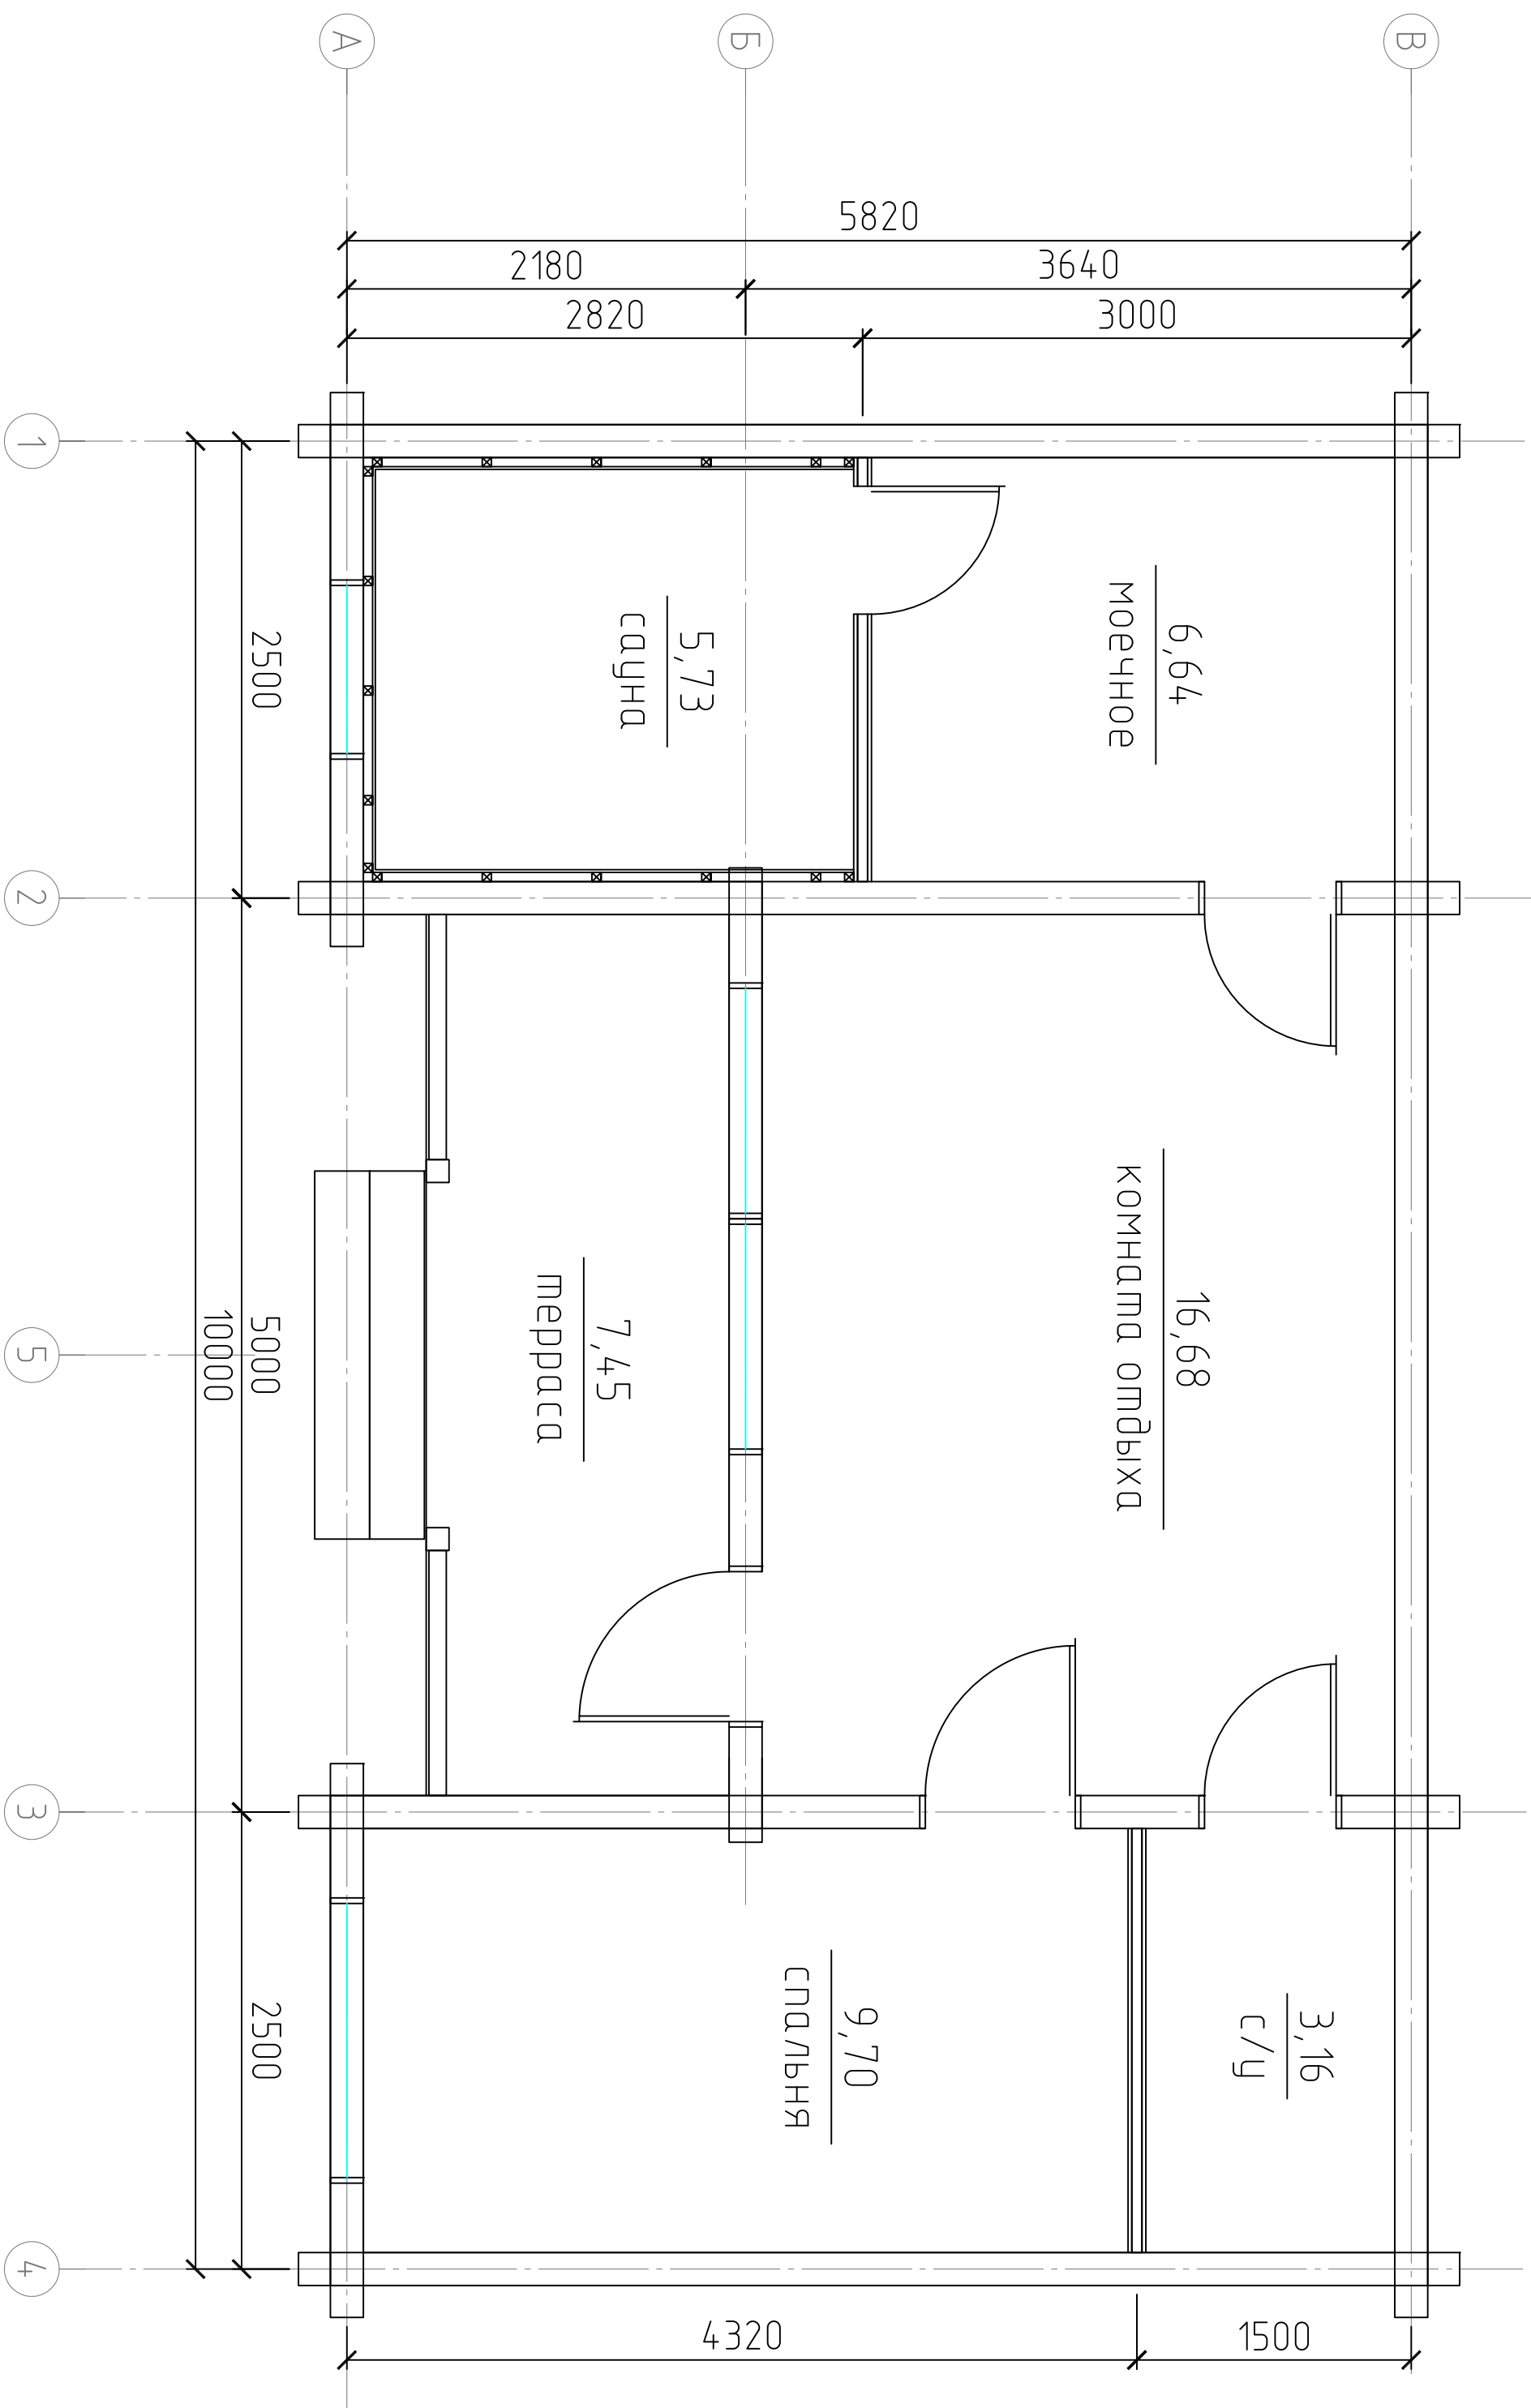 А
Б
В
5820
2180
3640
2820
3000
1
2
5
3
4
2500
5000
2500
10000
6,64
моечное
5,73
сауна
16,68
комната отдыха
7,45
терраса
9,70
спальня
3,16
с/у
4320
1500